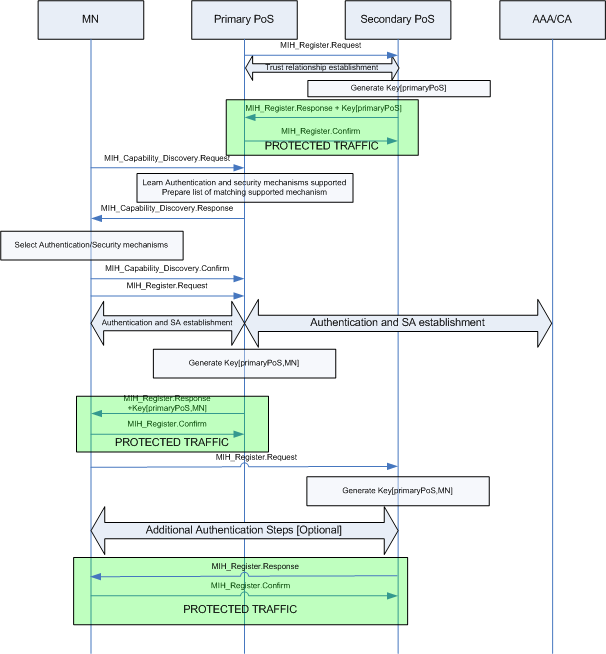 MN
Primary PoS
Secondary PoS
AAA/CA
MIH_Register.Request
Trust relationship establishment
Generate Key[primaryPoS]
MIH_Register.Response + Key[primaryPoS]
MIH_Register.Confirm
PROTECTED TRAFFIC
MIH_Capability_Discovery.Request
Learn Authentication and security mechanisms supported
Prepare list of matching supported mechanism
MIH_Capability_Discovery.Response
Select Authentication/Security mechanisms
MIH_Capability_Discovery.Confirm
MIH_Register.Request
Authentication and SA establishment
Authentication and SA establishment
Generate Key[primaryPoS,MN]
MIH_Register.Response
+Key[primaryPoS,MN]
MIH_Register.Confirm
PROTECTED TRAFFIC
MIH_Register.Request
Generate Key[primaryPoS,MN]
Additional Authentication Steps [Optional]
MIH_Register.Response
MIH_Register.Confirm
PROTECTED TRAFFIC